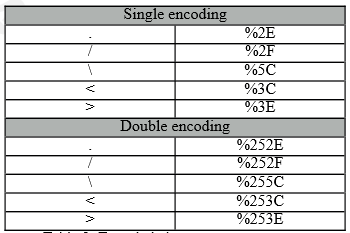 Single encoding
. %2E
/ %2F
\ %5C
< %3C
> %3E
Double encoding
. %252E
/ %252F
\ %255C
< %253C
> %253E